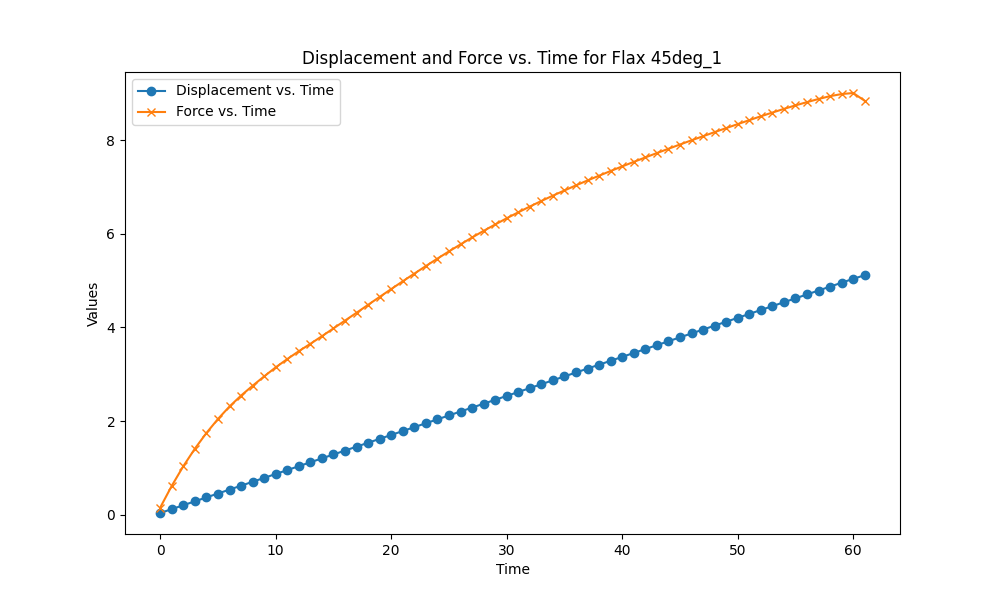 Displacement and Force vs. Time for Flax 45deg_1
Displacement vs. Time
Force vs. Time
8
6
4
2
0
Values
0 10 20 30 40 50 60
Time